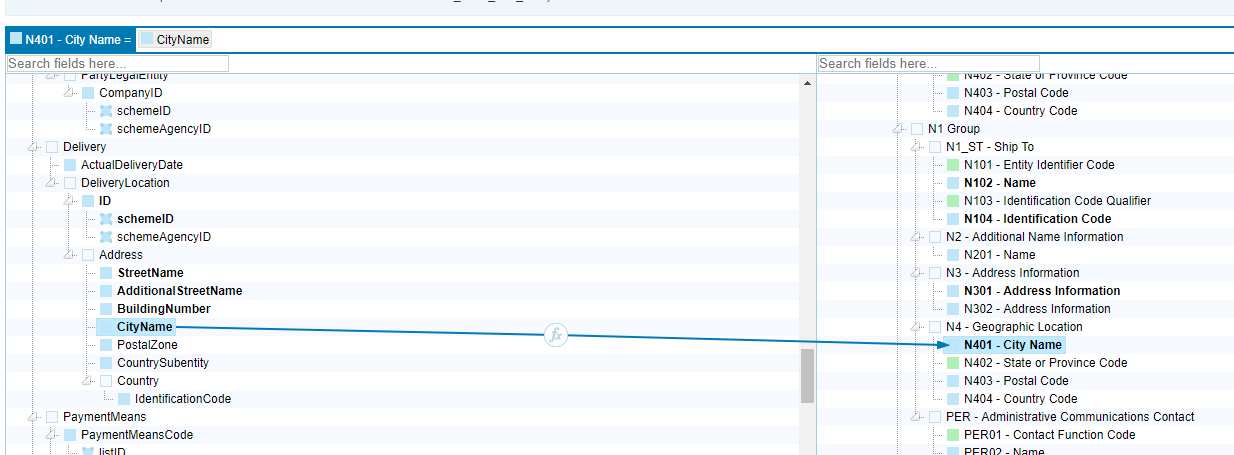 N401 - City Name = CityName
Search fields here...
PartyLegalEntity
CompanyID
schemeID
schemeAgencyID
Delivery
ActualDeliveryDate
DeliveryLocation
ID
schemeID
schemeAgencyID
Address
StreetName
AdditionalStreetName
BuildingNumber
CityName
PostalZone
CountrySubentity
Country
IdentificationCode
PaymentMeans
PaymentMeansCode
listID
fx
Search fields here...
N402 - State or Province Code
N403 - Postal Code
N404 - Country Code
N1 Group
N1_ST - Ship To
N101 - Entity Identifier Code
N102 - Name
N103 - Identification Code Qualifier
N104 - Identification Code
N2 - Additional Name Information
N201 - Name
N3 - Address Information
N301 - Address Information
N302 - Address Information
N4 - Geographic Location
N401 - City Name
N402 - State or Province Code
N403 - Postal Code
N404 - Country Code
PER - Administrative Communications Contact
PER01 - Contact Function Code
PER02 - Name